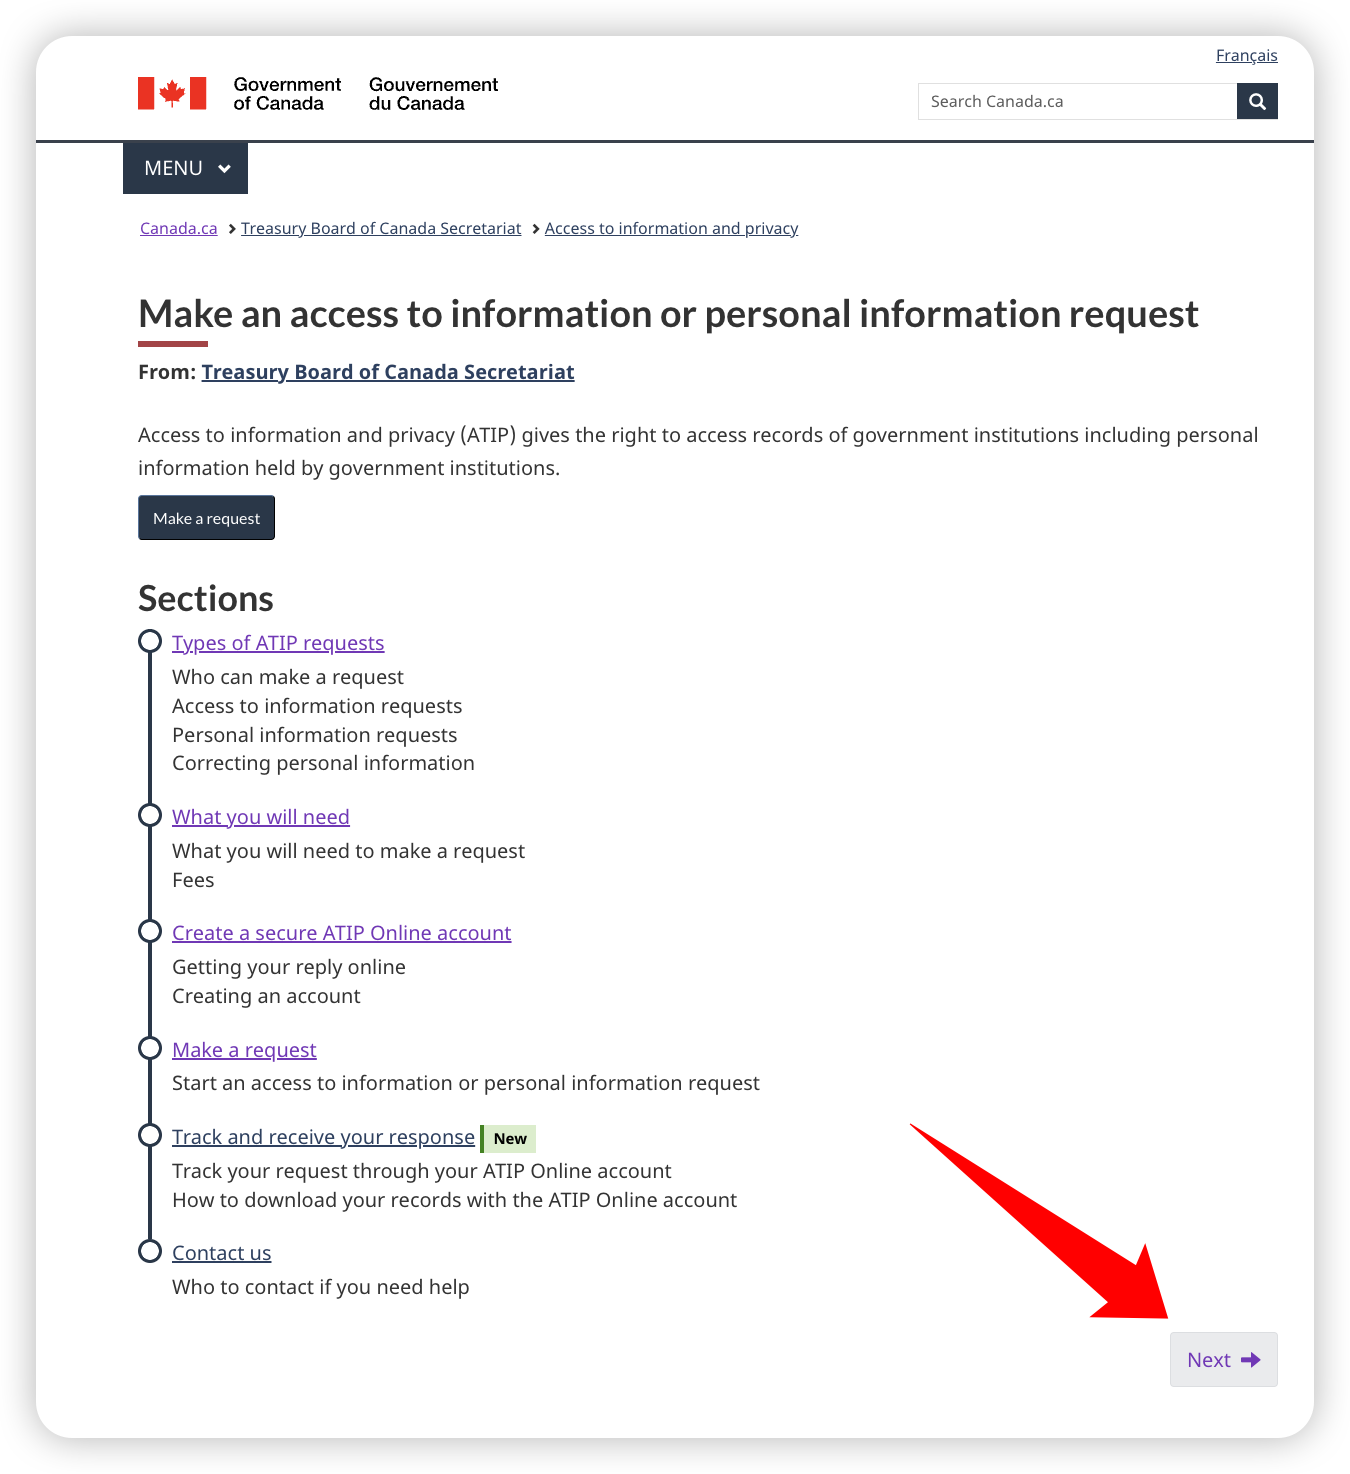 Français
Government
of Canada
Gouvernement
du Canada
Search Canada.ca
MENU
Canada.ca
Treasury Board of Canada Secretariat
Access to information and privacy
Make an access to information or personal information request
From: Treasury Board of Canada Secretariat
Access to information and privacy (ATIP) gives the right to access records of government institutions including personal
information held by government institutions.
Make a request
Sections
Types of ATIP requests
Who can make a request
Access to information requests
Personal information requests
Correcting personal information
What you will need
What you will need to make a request
Fees
Create a secure ATIP Online account
Getting your reply online
Creating an account
Make a request
Start an access to information or personal information request
Track and receive your response New
Track your request through your ATIP Online account
How to download your records with the ATIP Online account
Contact us
Who to contact if you need help
Next